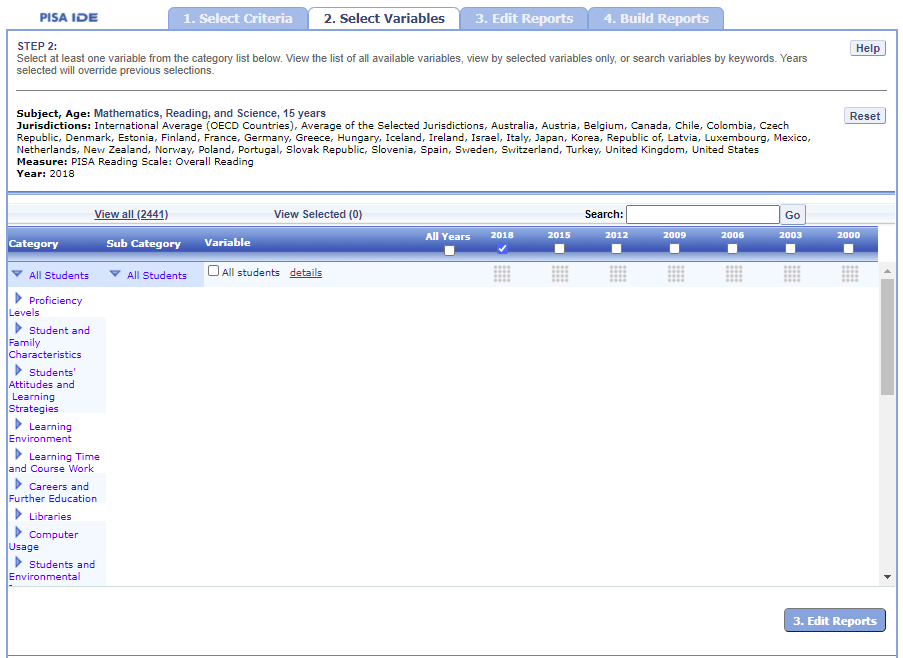 PISA IDE
1. Select Criteria
2. Select Variables
3. Edit Reports
4. Build Reports
STEP 2:
Select at least one variable from the category list below. View the list of all available variables, view by selected variables only, or search variables by keywords. Years
selected will override previous selections.
Help
Subject, Age: Mathematics, Reading, and Science, 15 years
Jurisdictions: International Average (OECD Countries), Average of the Selected Jurisdictions, Australia, Austria, Belgium, Canada, Chile, Colombia, Czech
Republic, Denmark, Estonia, Finland, France, Germany, Greece, Hungary, Iceland, Ireland, Israel, Italy, Japan, Korea, Republic of, Latvia, Luxembourg, Mexico,
Netherlands, New Zealand, Norway, Poland, Portugal, Slovak Republic, Slovenia, Spain, Sweden, Switzerland, Turkey, United Kingdom, United States
Measure: PISA Reading Scale: Overall Reading
Year: 2018
Reset
View all (2441)
View Selected (0)
Search:
Go
Category
Sub Category
Variable
All Years
2018
2015
2012
2009
2006
2003
2000
All Students
All Students
All students
details
Proficiency
Levels
Student and
Family
Characteristics
Students'
Attitudes and
Learning
Strategies
Learning
Environment
Learning Time
and Course Work
Careers and
Further Education
Libraries
Computer
Usage
Students and
Environmental
3. Edit Reports